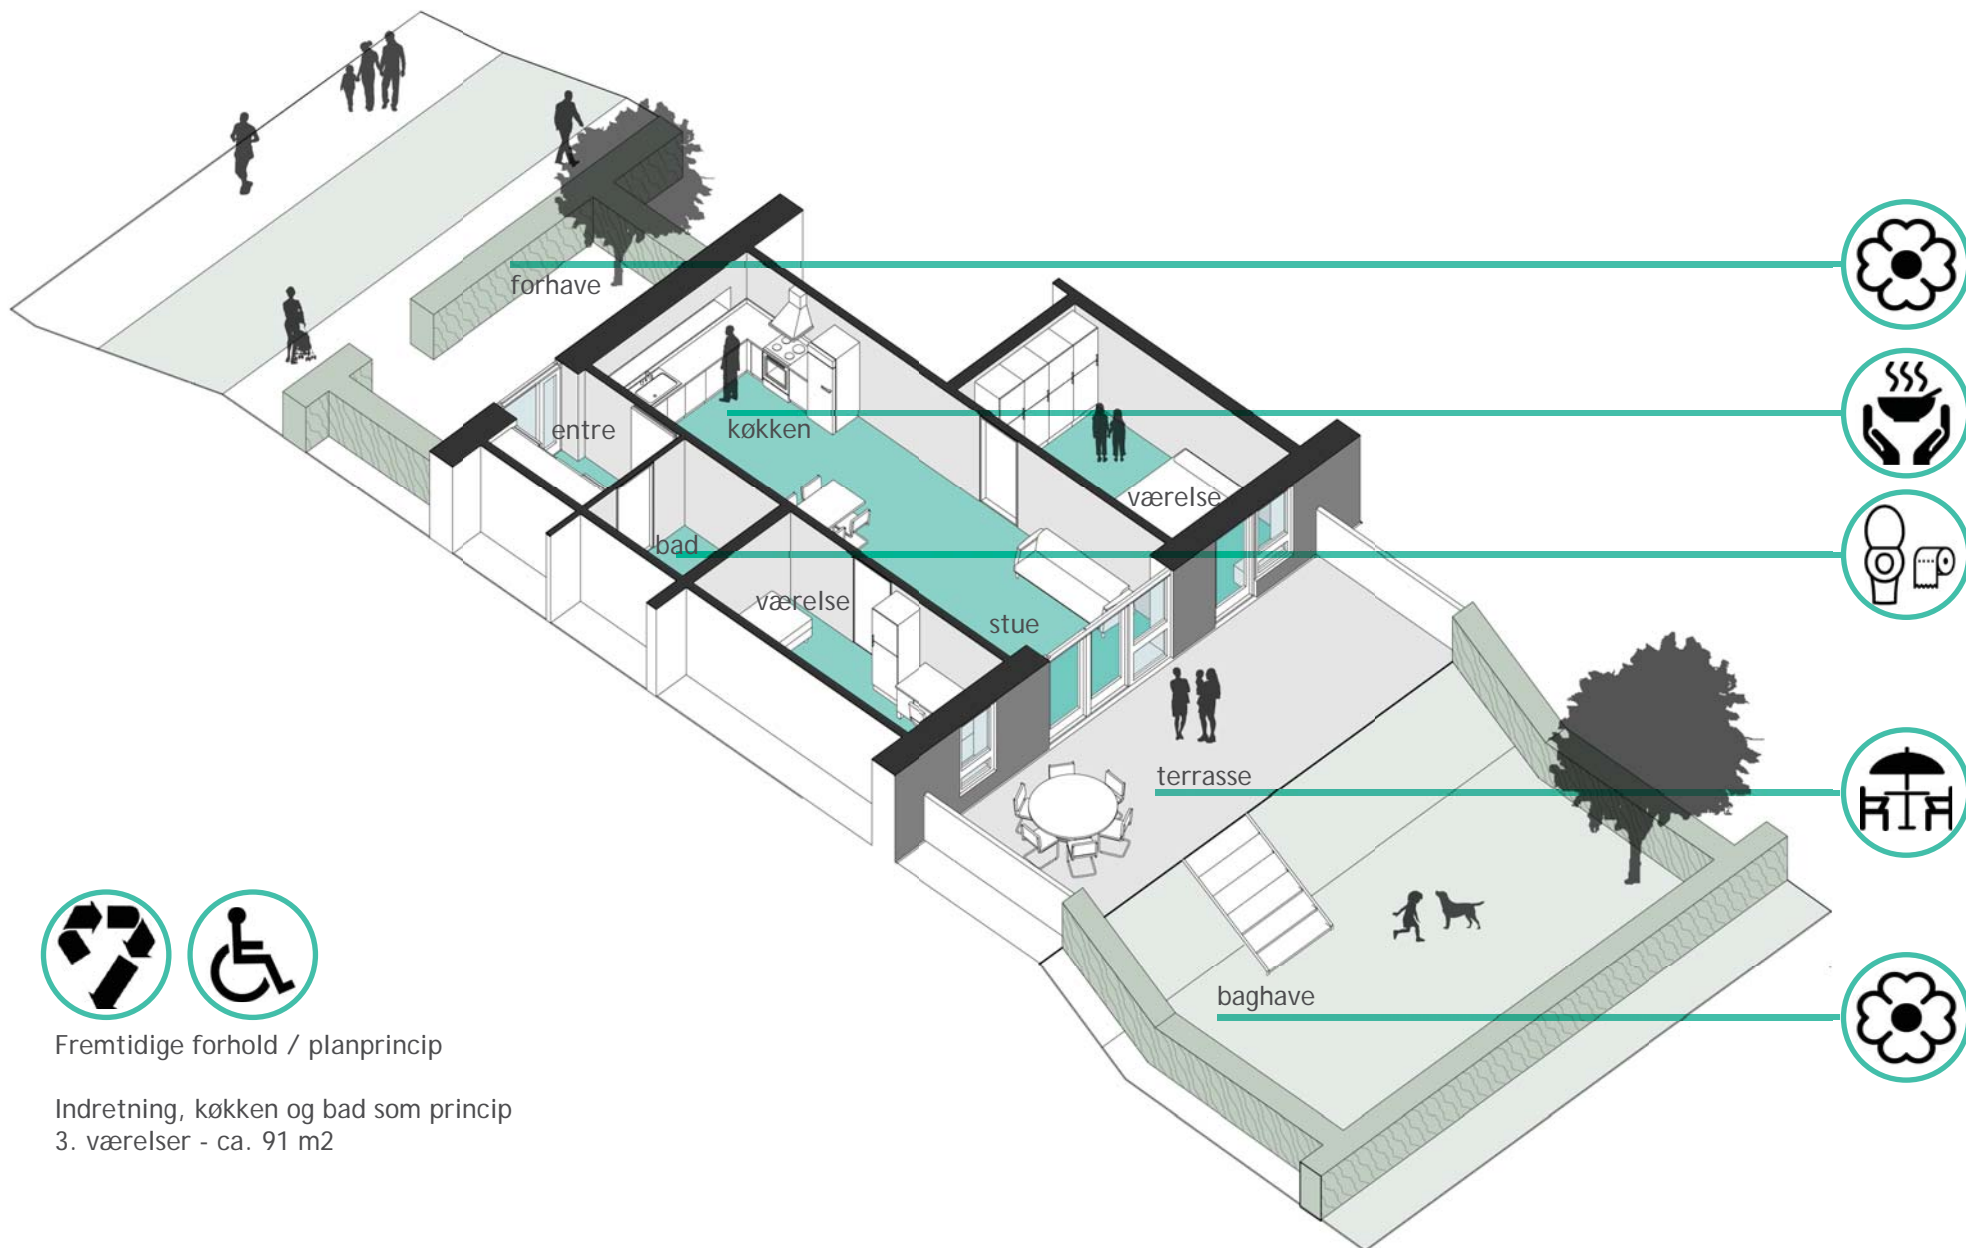 forhave
entre
køkken
værelse
bad
værelse
stue
terrasse
baghave
Fremtidige forhold / planprincip
Indretning, køkken og bad som princip
3. værelser - ca. 91 m2